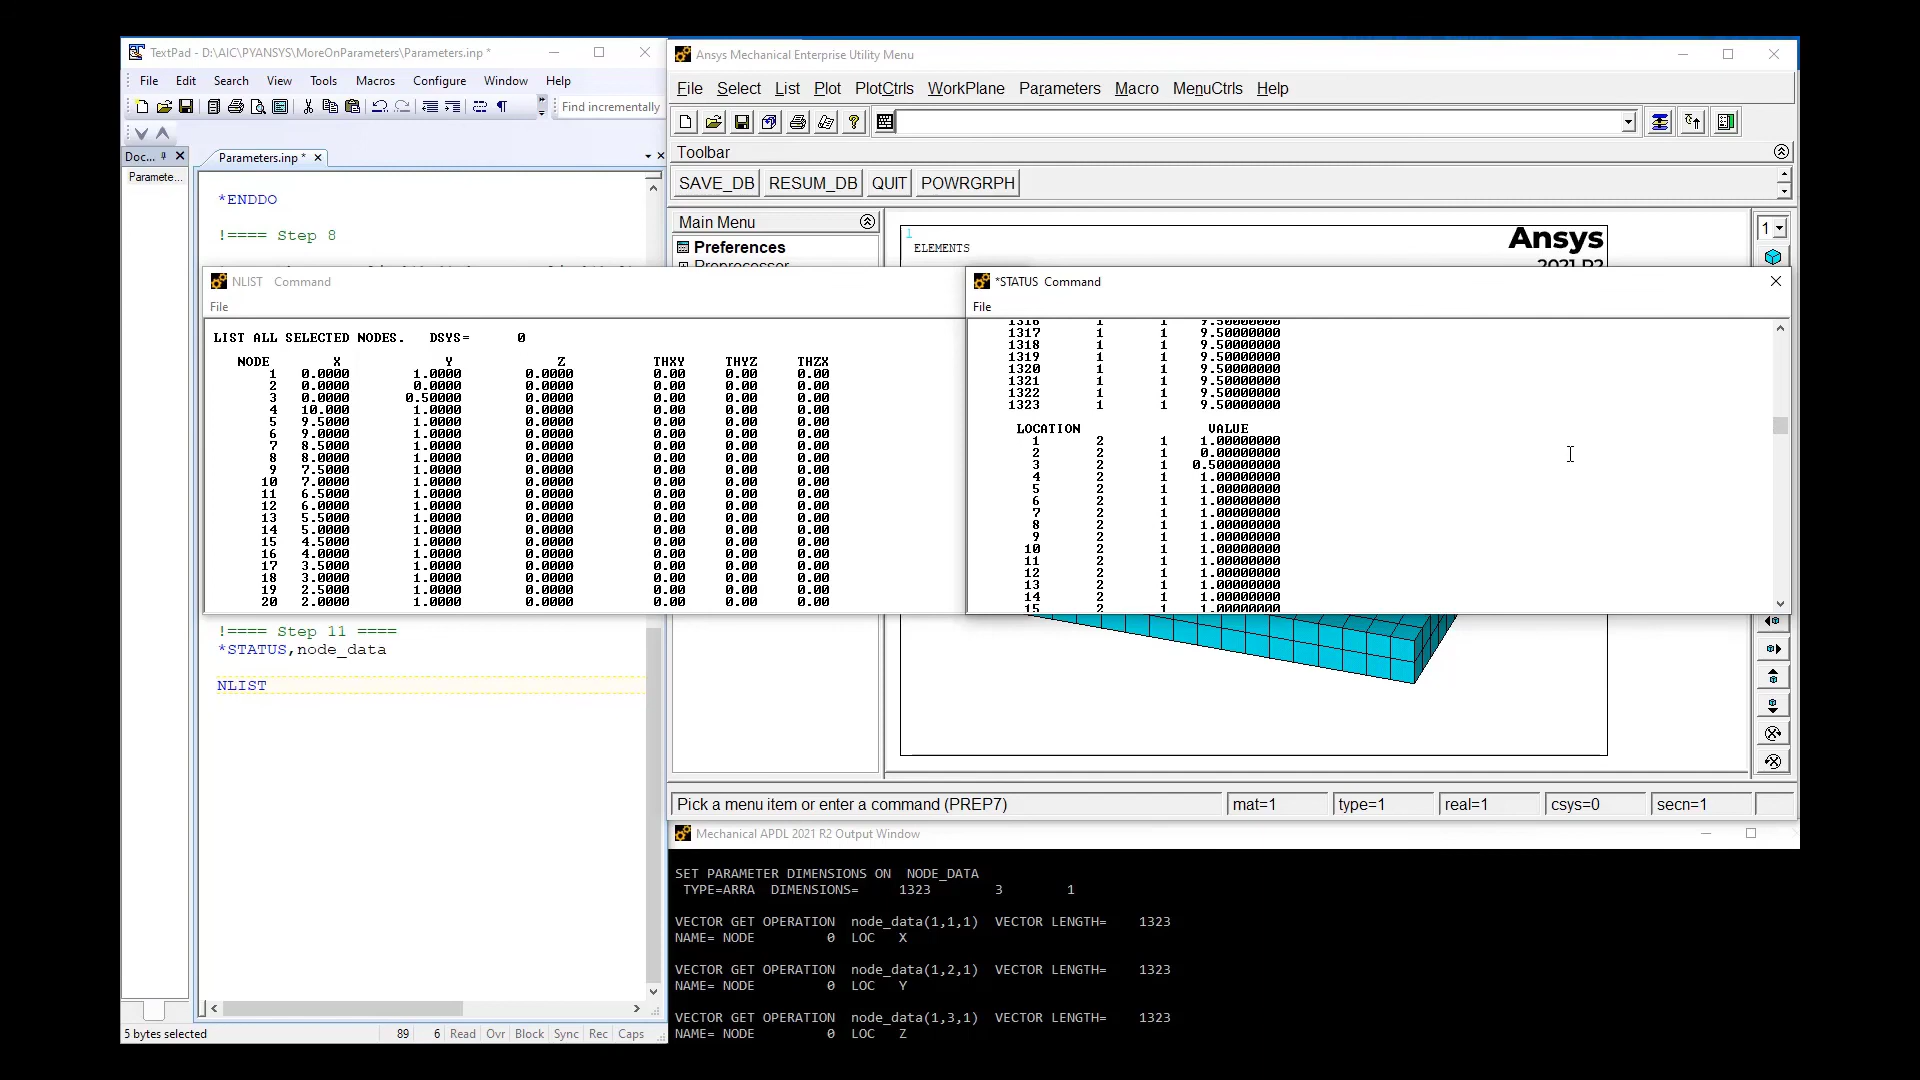 TextPad - D:\AIC\PYANSYS\MoreOnParameters\Parameters.inp *
File Edit Search View Tools Macros Configure Window Help
Find incrementally
Doc...
Paramete...
Parameters.inp *
*ENDDO
!==== Step 8
!==== Step 11 ====
*STATUS,node_data
NLIST
5 bytes selected 89 6 Read Ovr Block Sync Rec Caps
Ansys Mechanical Enterprise Utility Menu
File Select List Plot PlotCtrls WorkPlane Parameters Macro MenuCtrls Help
Toolbar
SAVE_DB RESUM_DB QUIT POWRGRPH
Main Menu
Preferences
Preprocessor
1
ELEMENTS
Ansys
2021 R2
1
NLIST Command
File
LIST ALL SELECTED NODES. DSYS= 0
NODE X Y Z THXY THYZ THZX
1 0.0000 1.0000 0.0000 0.00 0.00 0.00
2 0.0000 0.0000 0.0000 0.00 0.00 0.00
3 0.0000 0.50000 0.0000 0.00 0.00 0.00
4 10.000 1.0000 0.0000 0.00 0.00 0.00
5 9.5000 1.0000 0.0000 0.00 0.00 0.00
6 9.0000 1.0000 0.0000 0.00 0.00 0.00
7 8.5000 1.0000 0.0000 0.00 0.00 0.00
8 8.0000 1.0000 0.0000 0.00 0.00 0.00
9 7.5000 1.0000 0.0000 0.00 0.00 0.00
10 7.0000 1.0000 0.0000 0.00 0.00 0.00
11 6.5000 1.0000 0.0000 0.00 0.00 0.00
12 6.0000 1.0000 0.0000 0.00 0.00 0.00
13 5.5000 1.0000 0.0000 0.00 0.00 0.00
14 5.0000 1.0000 0.0000 0.00 0.00 0.00
15 4.5000 1.0000 0.0000 0.00 0.00 0.00
16 4.0000 1.0000 0.0000 0.00 0.00 0.00
17 3.5000 1.0000 0.0000 0.00 0.00 0.00
18 3.0000 1.0000 0.0000 0.00 0.00 0.00
19 2.5000 1.0000 0.0000 0.00 0.00 0.00
20 2.0000 1.0000 0.0000 0.00 0.00 0.00
*STATUS Command
File
1316 1 1 9.50000000
1317 1 1 9.50000000
1318 1 1 9.50000000
1319 1 1 9.50000000
1320 1 1 9.50000000
1321 1 1 9.50000000
1322 1 1 9.50000000
1323 1 1 9.50000000
LOCATION VALUE
1 2 1 1.00000000
2 2 1 0.00000000
3 2 1 0.500000000
4 2 1 1.00000000
5 2 1 1.00000000
6 2 1 1.00000000
7 2 1 1.00000000
8 2 1 1.00000000
9 2 1 1.00000000
10 2 1 1.00000000
11 2 1 1.00000000
12 2 1 1.00000000
13 2 1 1.00000000
14 2 1 1.00000000
15 2 1 1.00000000
Pick a menu item or enter a command (PREP7) mat=1 type=1 real=1 csys=0 secn=1
Mechanical APDL 2021 R2 Output Window
SET PARAMETER DIMENSIONS ON NODE_DATA
TYPE=ARRA DIMENSIONS= 1323 3 1
VECTOR GET OPERATION node_data(1,1,1) VECTOR LENGTH= 1323
NAME= NODE 0 LOC X
VECTOR GET OPERATION node_data(1,2,1) VECTOR LENGTH= 1323
NAME= NODE 0 LOC Y
VECTOR GET OPERATION node_data(1,3,1) VECTOR LENGTH= 1323
NAME= NODE 0 LOC Z